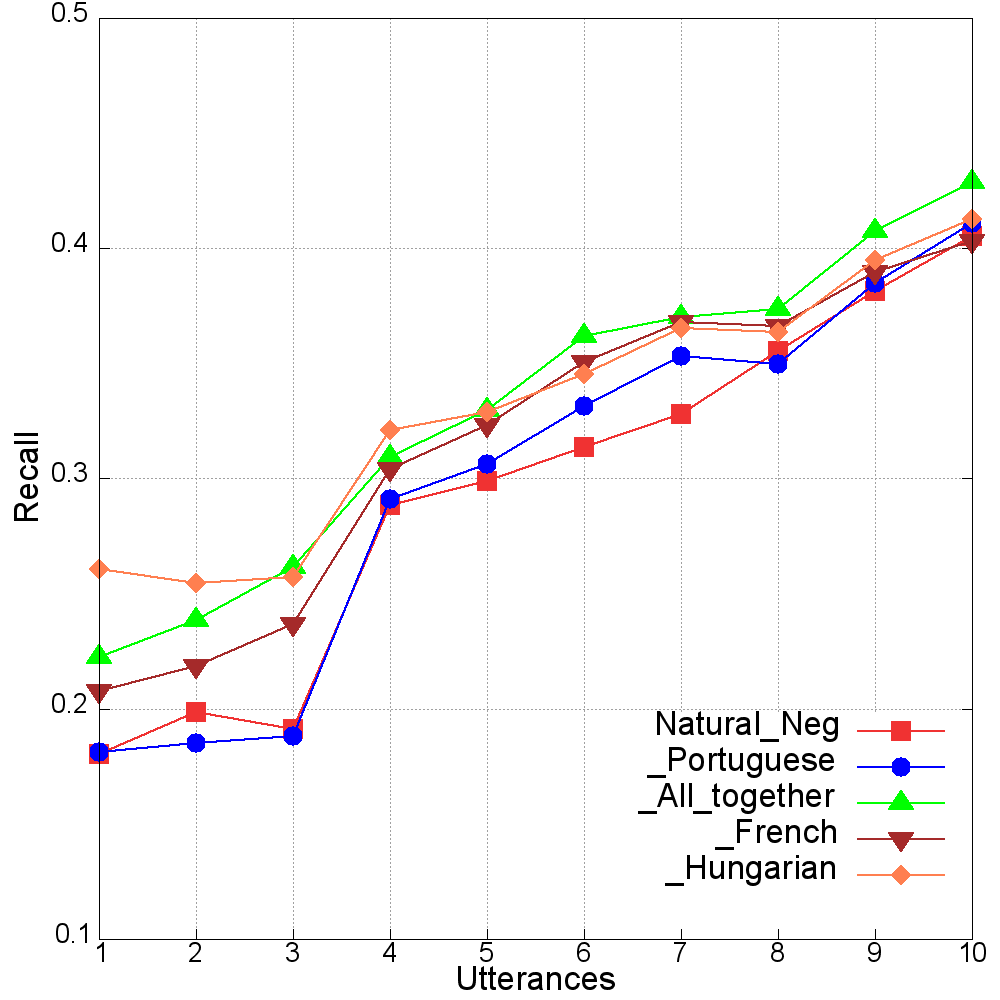 0.5
0.4
0.3
0.2
0.1
Recall
1 2 3 4 5 6 7 8 9 10
Utterances
Natural_Neg
_Portuguese
_All_together
_French
_Hungarian